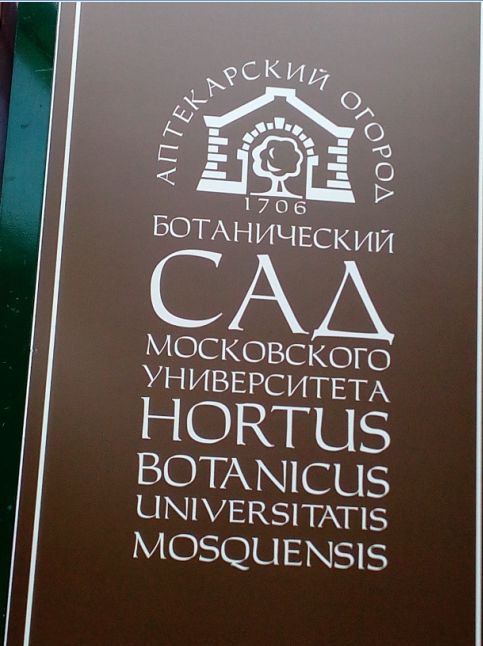 АПТЕКАРСКИЙ ОГОРОД
1706
БОТАНИЧЕСКИЙ
САД
МОСКОВСКОГО
УНИВЕРСИТЕТА
HORTUS
BOTANICUS
UNIVERSITATIS
MOSQUENSIS